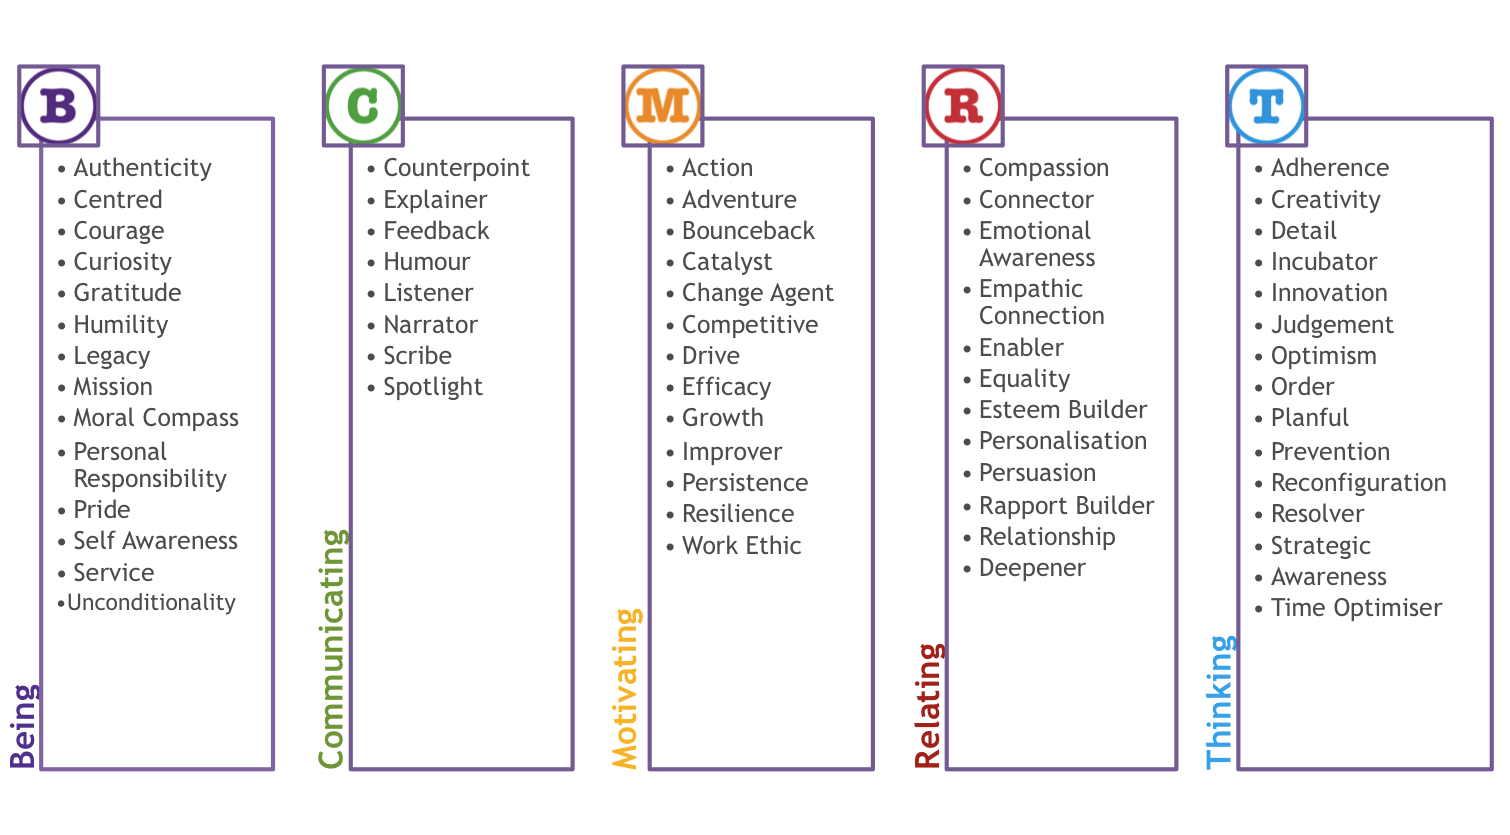 B
• Authenticity
• Centred
• Courage
• Curiosity
• Gratitude
• Humility
• Legacy
• Mission
• Moral Compass
• Personal
Responsibility
• Pride
• Self Awareness
• Service
•Unconditionality
Being
C
• Counterpoint
• Explainer
• Feedback
• Humour
• Listener
• Narrator
• Scribe
• Spotlight
Communicating
M
• Action
• Adventure
• Bounceback
• Catalyst
• Change Agent
• Competitive
• Drive
• Efficacy
• Growth
• Improver
• Persistence
• Resilience
• Work Ethic
Motivating
R
• Compassion
• Connector
• Emotional
Awareness
• Empathic
Connection
• Enabler
• Equality
• Esteem Builder
• Personalisation
• Persuasion
• Rapport Builder
• Relationship
• Deepener
Relating
T
• Adherence
• Creativity
• Detail
• Incubator
• Innovation
• Judgement
• Optimism
• Order
• Planful
• Prevention
• Reconfiguration
• Resolver
• Strategic
• Awareness
• Time Optimiser
Thinking